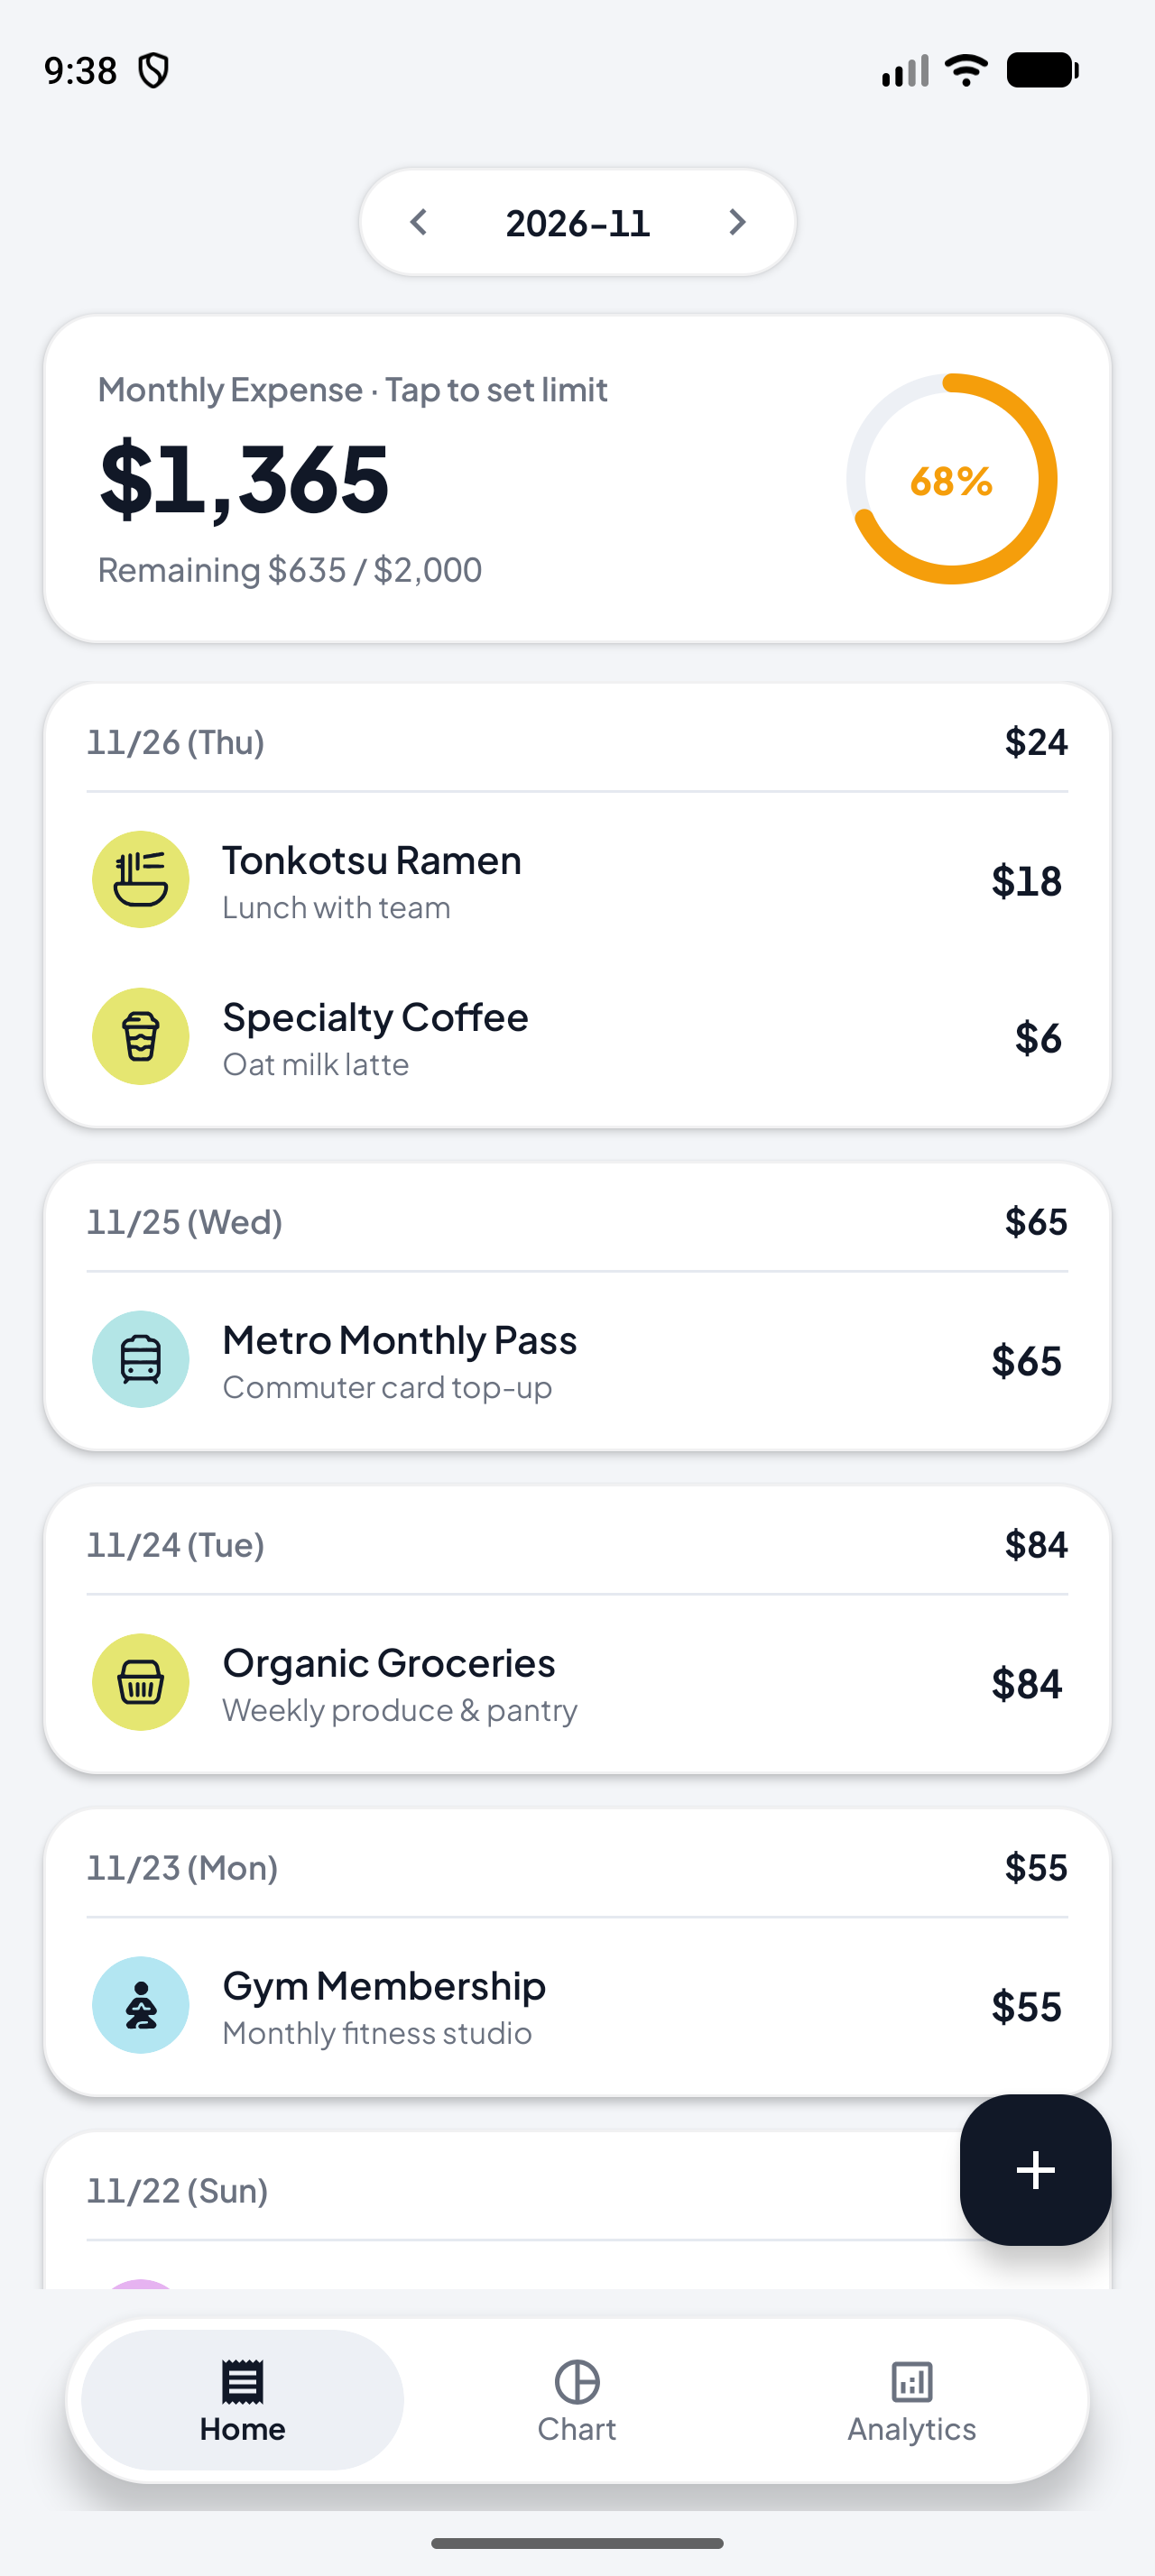 9:38
2026-11
Monthly Expense · Tap to set limit
$1,365
Remaining $635 / $2,000
68%
11/26 (Thu)
$24
Tonkotsu Ramen
Lunch with team
$18
Specialty Coffee
Oat milk latte
$6
11/25 (Wed)
$65
Metro Monthly Pass
Commuter card top-up
$65
11/24 (Tue)
$84
Organic Groceries
Weekly produce & pantry
$84
11/23 (Mon)
$55
Gym Membership
Monthly fitness studio
$55
11/22 (Sun)
Home
Chart
Analytics